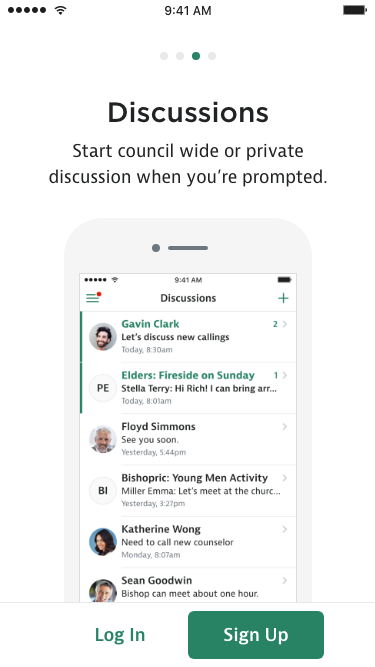 9:41 AM
Discussions
Start council wide or private
discussion when you're prompted.
9:41 AM
Discussions
Gavin Clark 2
Let's discuss new callings
Today, 8:30am
PE
Elders: Fireside on Sunday 1
Stella Terry: Hi Rich! I can bring arr...
Today, 8:01am
Floyd Simmons
See you soon.
Yesterday, 5:44pm
BI
Bishopric: Young Men Activity
Miller Emma: Let's meet at the churc...
Yesterday, 3:27pm
Katherine Wong
Need to call new counselor
Monday, 8:07am
Sean Goodwin
Bishop can meet about one hour.
Log In
Sign Up